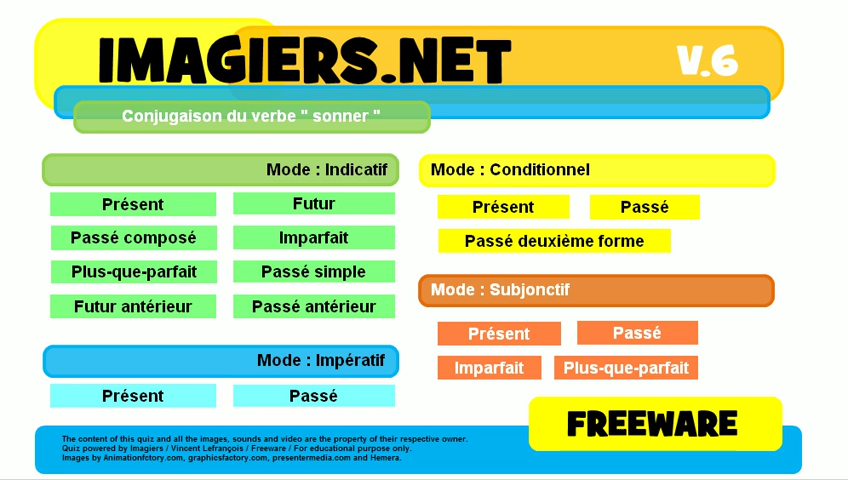 IMAGIERS.NET
V.6
Conjugaison du verbe " sonner "
Mode : Indicatif
Présent
Futur
Passé composé
Imparfait
Plus-que-parfait
Passé simple
Futur antérieur
Passé antérieur
Mode : Impératif
Présent
Passé
Mode : Conditionnel
Présent
Passé
Passé deuxième forme
Mode : Subjonctif
Présent
Passé
Imparfait
Plus-que-parfait
FREEWARE
The content of this quiz and all the images, sounds and video are the property of their respective owner.
Quiz powered by Imagiers / Vincent Lefrançois / Freeware / For educational purpose only.
Images by Animationfctory.com, graphicsfactory.com, presentermedia.com and Hemera.